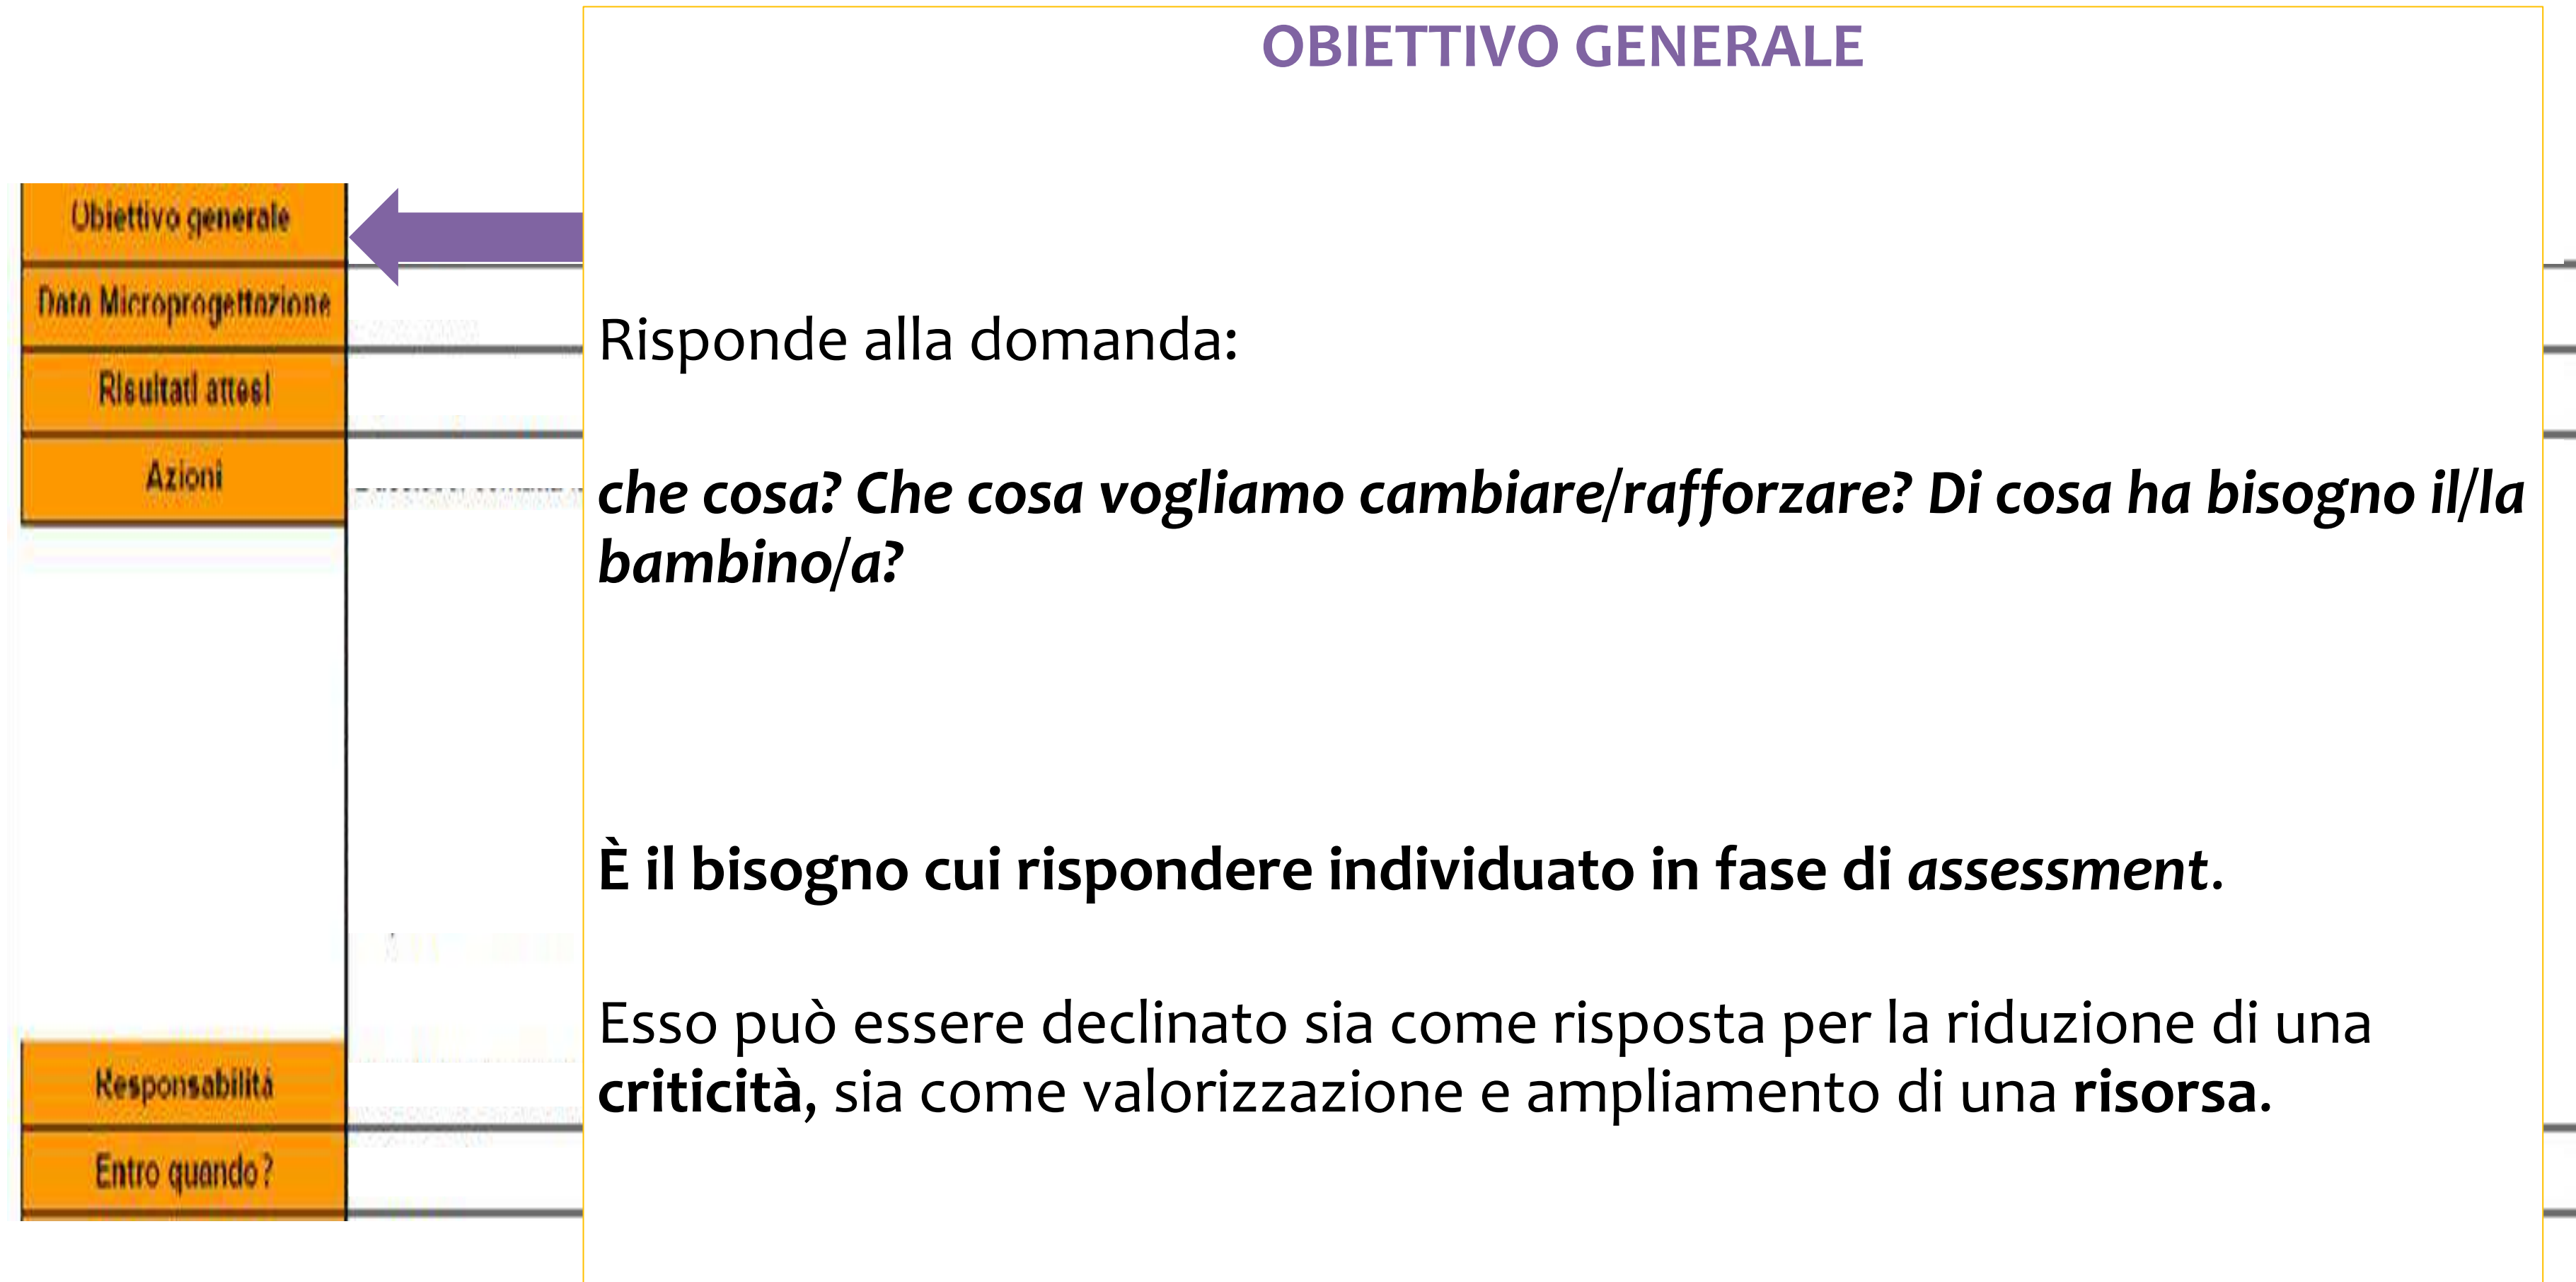 OBIETTIVO GENERALE
Obiettivo generale
Data Microprogettazione
Risultati attesi
Azioni
Responsabilità
Entro quando?
Risponde alla domanda:
che cosa? Che cosa vogliamo cambiare/rafforzare? Di cosa ha bisogno il/la
bambino/a?
È il bisogno cui rispondere individuato in fase di assessment.
Esso può essere declinato sia come risposta per la riduzione di una
criticità, sia come valorizzazione e ampliamento di una risorsa.